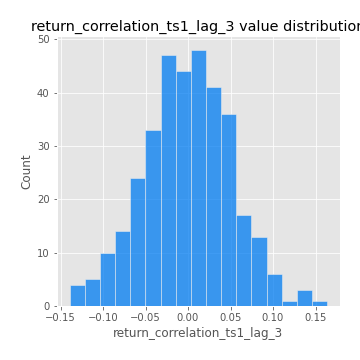 return_correlation_ts1_lag_3 value distribution
50
40
30
20
10
0
Count
−0.15 −0.10 −0.05 0.00 0.05 0.10 0.15
return_correlation_ts1_lag_3